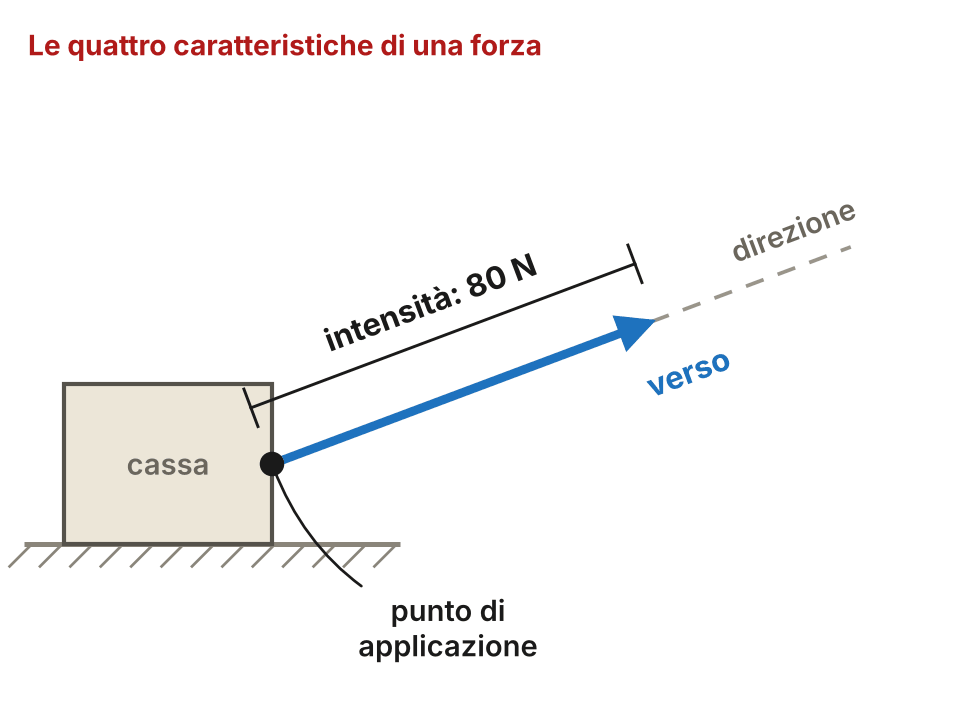 Le quattro caratteristiche di una forza
direzione
intensità: 80 N
verso
cassa
punto di
applicazione